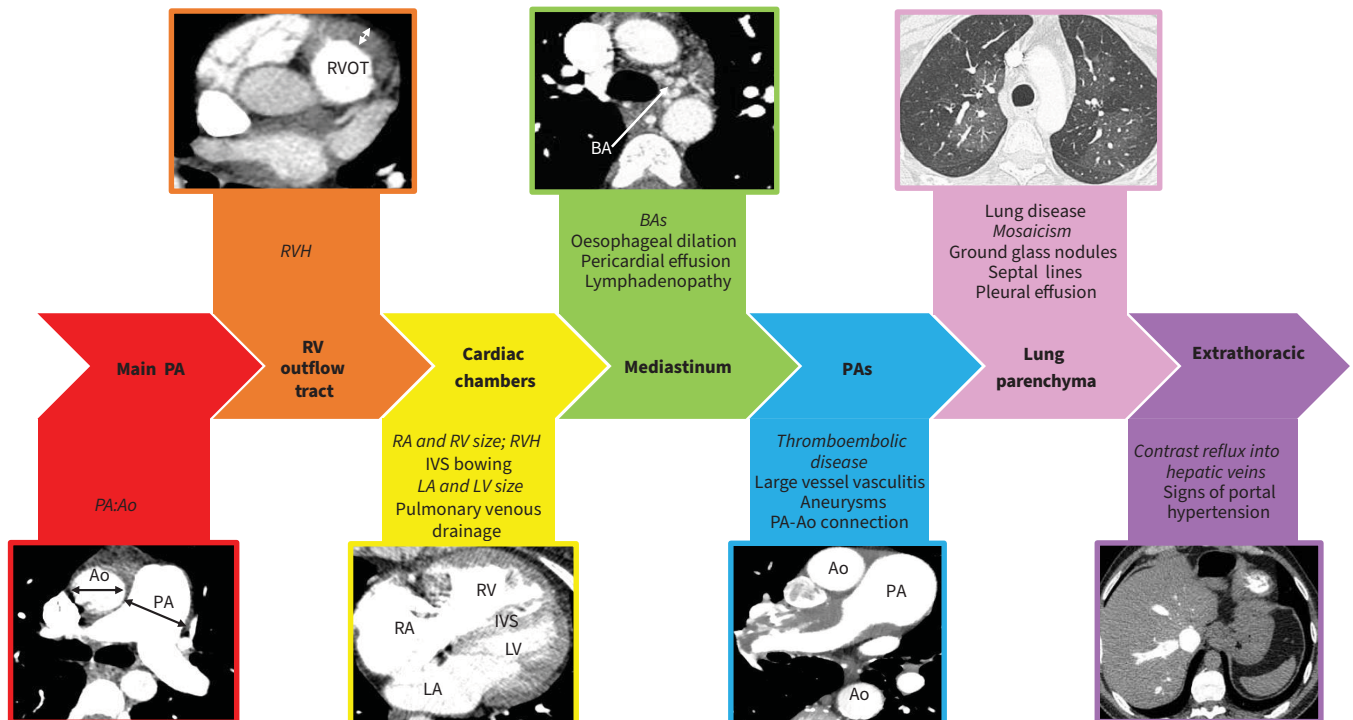 RVOT
BA
RVH
BAs
Oesophageal dilation
Pericardial effusion
Lymphadenopathy
Lung disease
Mosaicism
Ground glass nodules
Septal lines
Pleural effusion
Main PA
RV
outflow
tract
Cardiac
chambers
Mediastinum
PAs
Lung
parenchyma
Extrathoracic
PA:Ao
RA and RV size; RVH
IVS bowing
LA and LV size
Pulmonary venous
drainage
Thromboembolic
disease
Large vessel vasculitis
Aneurysms
PA-Ao connection
Contrast reflux into
hepatic veins
Signs of portal
hypertension
Ao
PA
RV
RA
IVS
LV
LA
Ao
PA
Ao